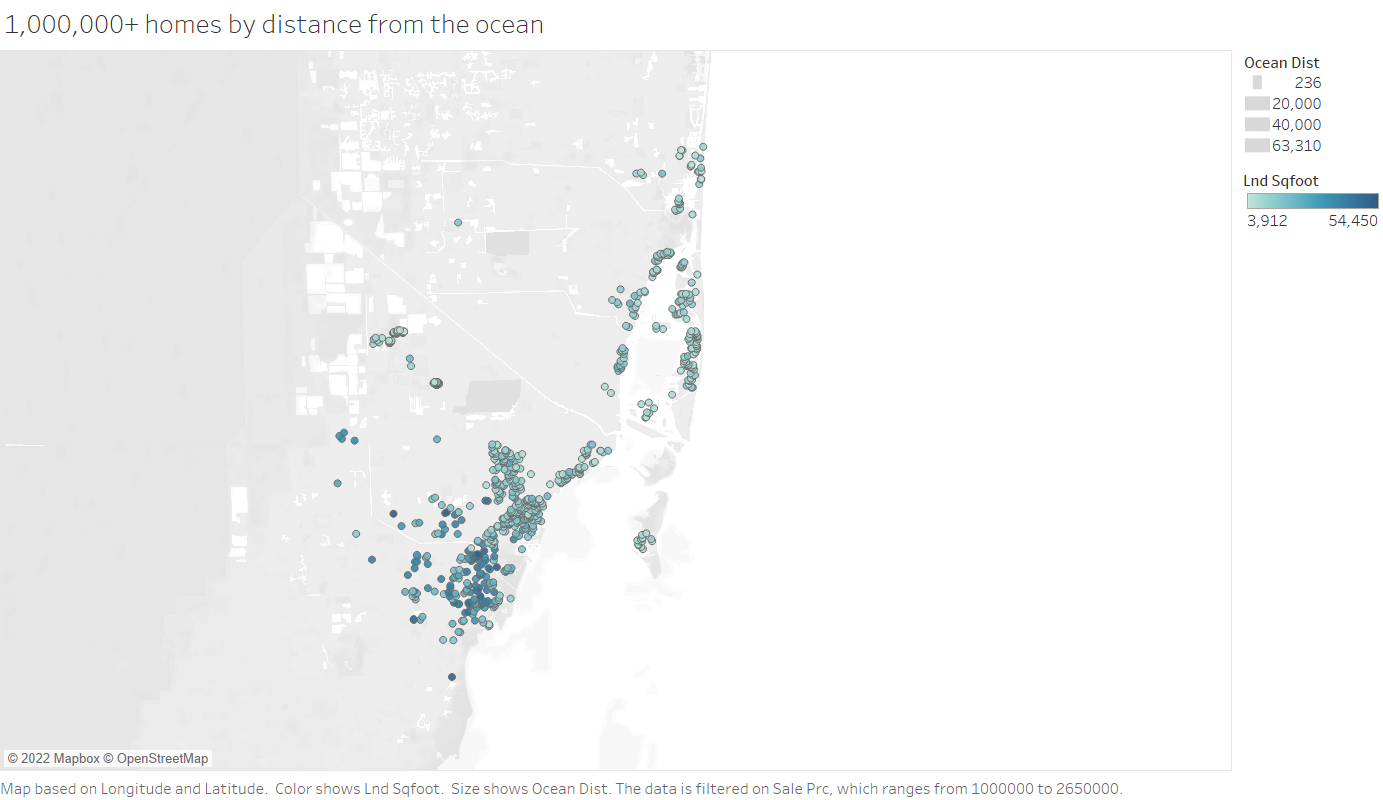 1,000,000+ homes by distance from the ocean
Ocean Dist
236
20,000
40,000
63,310
Lnd Sqfoot
3,912 54,450
© 2022 Mapbox © OpenStreetMap
Map based on Longitude and Latitude. Color shows Lnd Sqfoot. Size shows Ocean Dist. The data is filtered on Sale Prc, which ranges from 1000000 to 2650000.